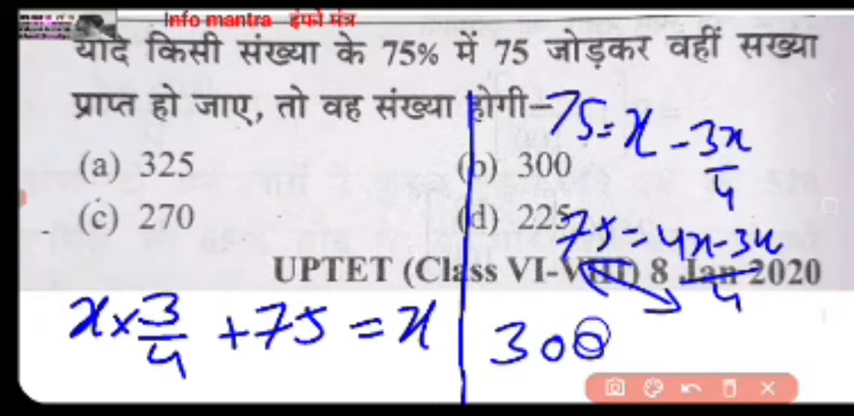 Info mantra इंफो मंत्र
यदि किसी संख्या के 75% में 75 जोड़कर वहीं संख्या
प्राप्त हो जाए, तो वह संख्या होगी–
(a) 325 (b) 300
(c) 270 (d) 225
UPTET (Class VI-VIII) 8 Jan 2020
75 = x - 3x/4
75 = 4x-3x/4
x × 3/4 + 75 = x
300